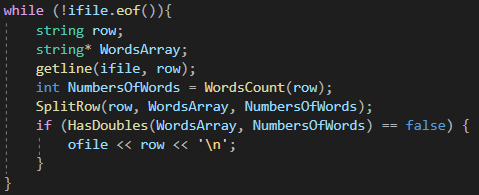 while (!ifile.eof()){
    string row;
    string* WordsArray;
    getline(ifile, row);
    int NumbersOfWords = WordsCount(row);
    SplitRow(row, WordsArray, NumbersOfWords);
    if (HasDoubles(WordsArray, NumbersOfWords) == false) {
        ofile << row << '\n';
    }
}